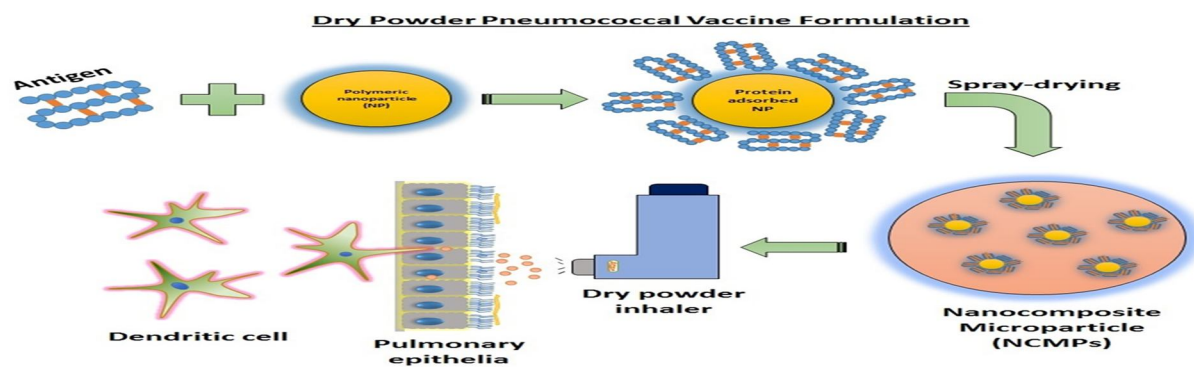 Dry Powder Pneumococcal Vaccine Formulation
Antigen
Polymeric
nanoparticle
(NP)
Protein
adsorbed
NP
Spray-drying
Nanocomposite
Microparticle
(NCMPs)
Dry powder
inhaler
Pulmonary
epithelia
Dendritic cell